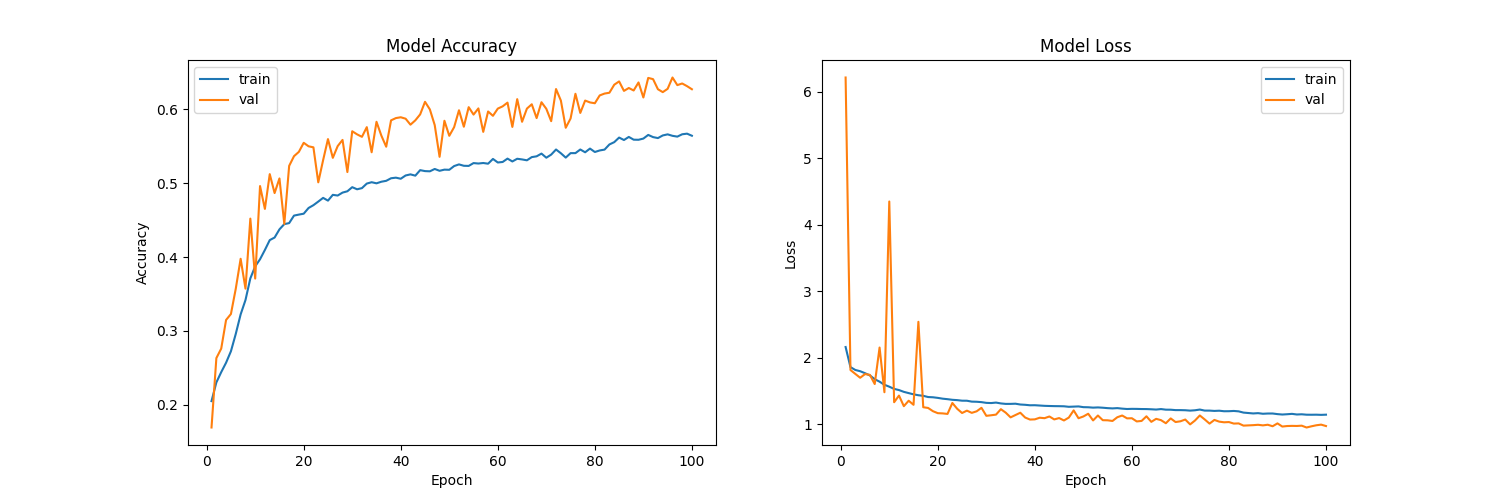 Model Accuracy
train
val
0.6
0.5
0.4
0.3
0.2
Accuracy
0 20 40 60 80 100
Epoch
Model Loss
train
val
6
5
4
3
2
1
Loss
0 20 40 60 80 100
Epoch